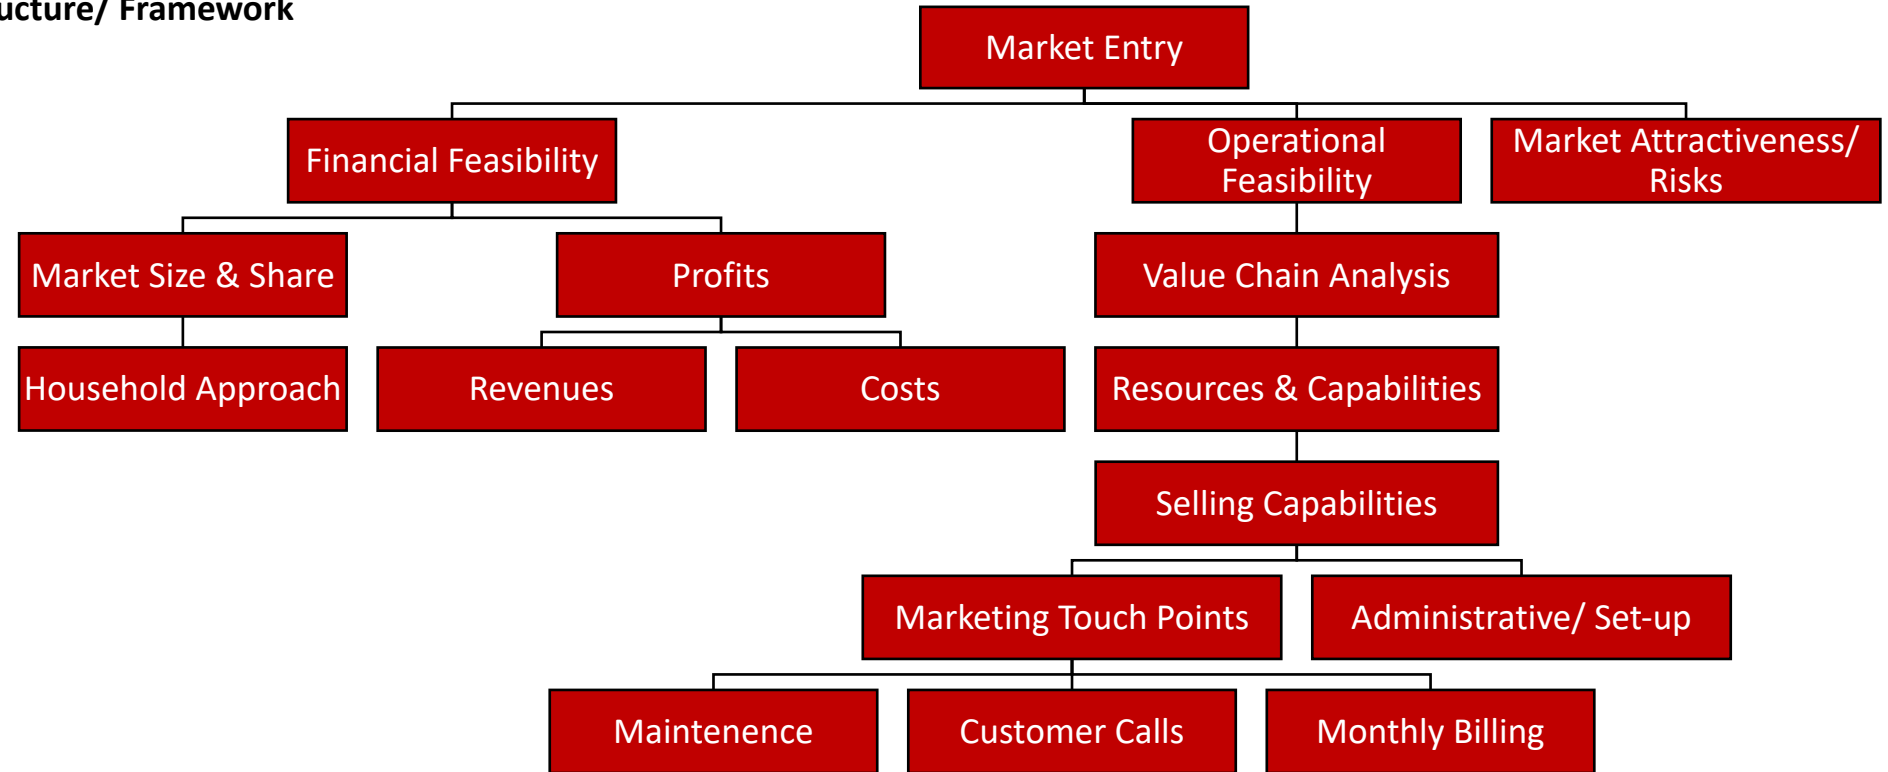 ucture/ Framework
Market Entry
Financial Feasibility
Operational
Feasibility
Market Attractiveness/
Risks
Market Size & Share
Profits
Value Chain Analysis
Household Approach
Revenues
Costs
Resources & Capabilities
Selling Capabilities
Marketing Touch Points
Administrative/ Set-up
Maintenence
Customer Calls
Monthly Billing